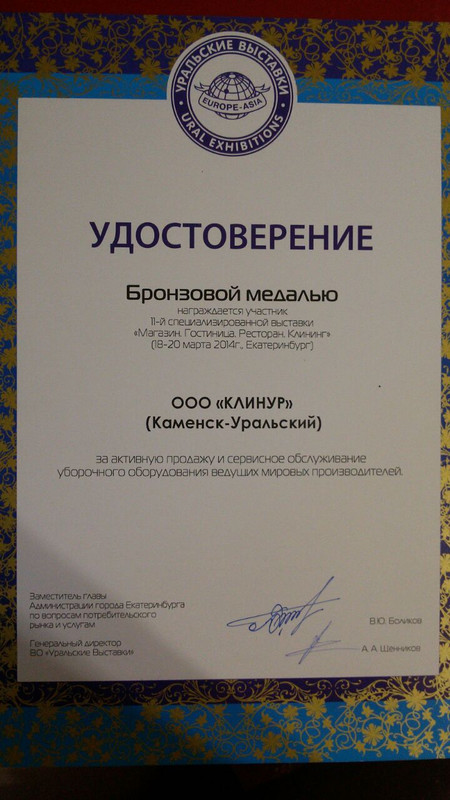 УРАЛЬСКИЕ ВЫСТАВКИ
EUROPE-ASIA
URAL EXHIBITIONS
УДОСТОВЕРЕНИЕ
Бронзовой медалью
награждается участник
11-й специализированной выставки
«Магазин. Гостиница. Ресторан. Клининг»
(18-20 марта 2014г., Екатеринбург)
ООО «КЛИНУР»
(Каменск-Уральский)
за активную продажу и сервисное обслуживание
уборочного оборудования ведущих мировых производителей.
Заместитель главы
Администрации города Екатеринбурга
по вопросам потребительского
рынка и услугам
В.Ю. Боликов
Генеральный директор
ВО «Уральские Выставки»
А. А. Шенников